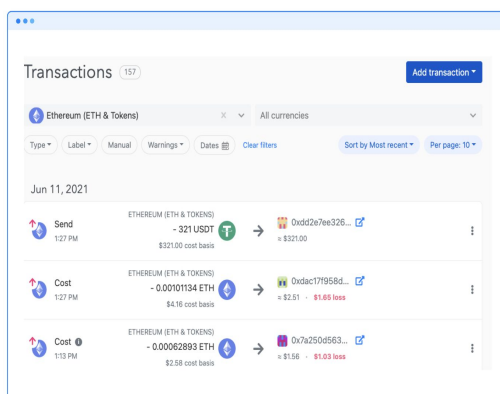 Transactions 157
Add transaction
Ethereum (ETH & Tokens) × All currencies
Type Label Manual Warnings Dates Clear filters Sort by Most recent Per page: 10
Jun 11, 2021
ETHEREUM (ETH & TOKENS)
Send - 321 USDT → 0xdd2e7ee326...
1:27 PM $321.00 cost basis ≈ $321.00
ETHEREUM (ETH & TOKENS)
Cost - 0.00101134 ETH → 0xdac17f958d...
1:27 PM $4.16 cost basis ≈ $2.51 · $1.65 loss
ETHEREUM (ETH & TOKENS)
Cost - 0.00062893 ETH → 0x7a250d563...
1:13 PM $2.58 cost basis ≈ $1.56 · $1.03 loss